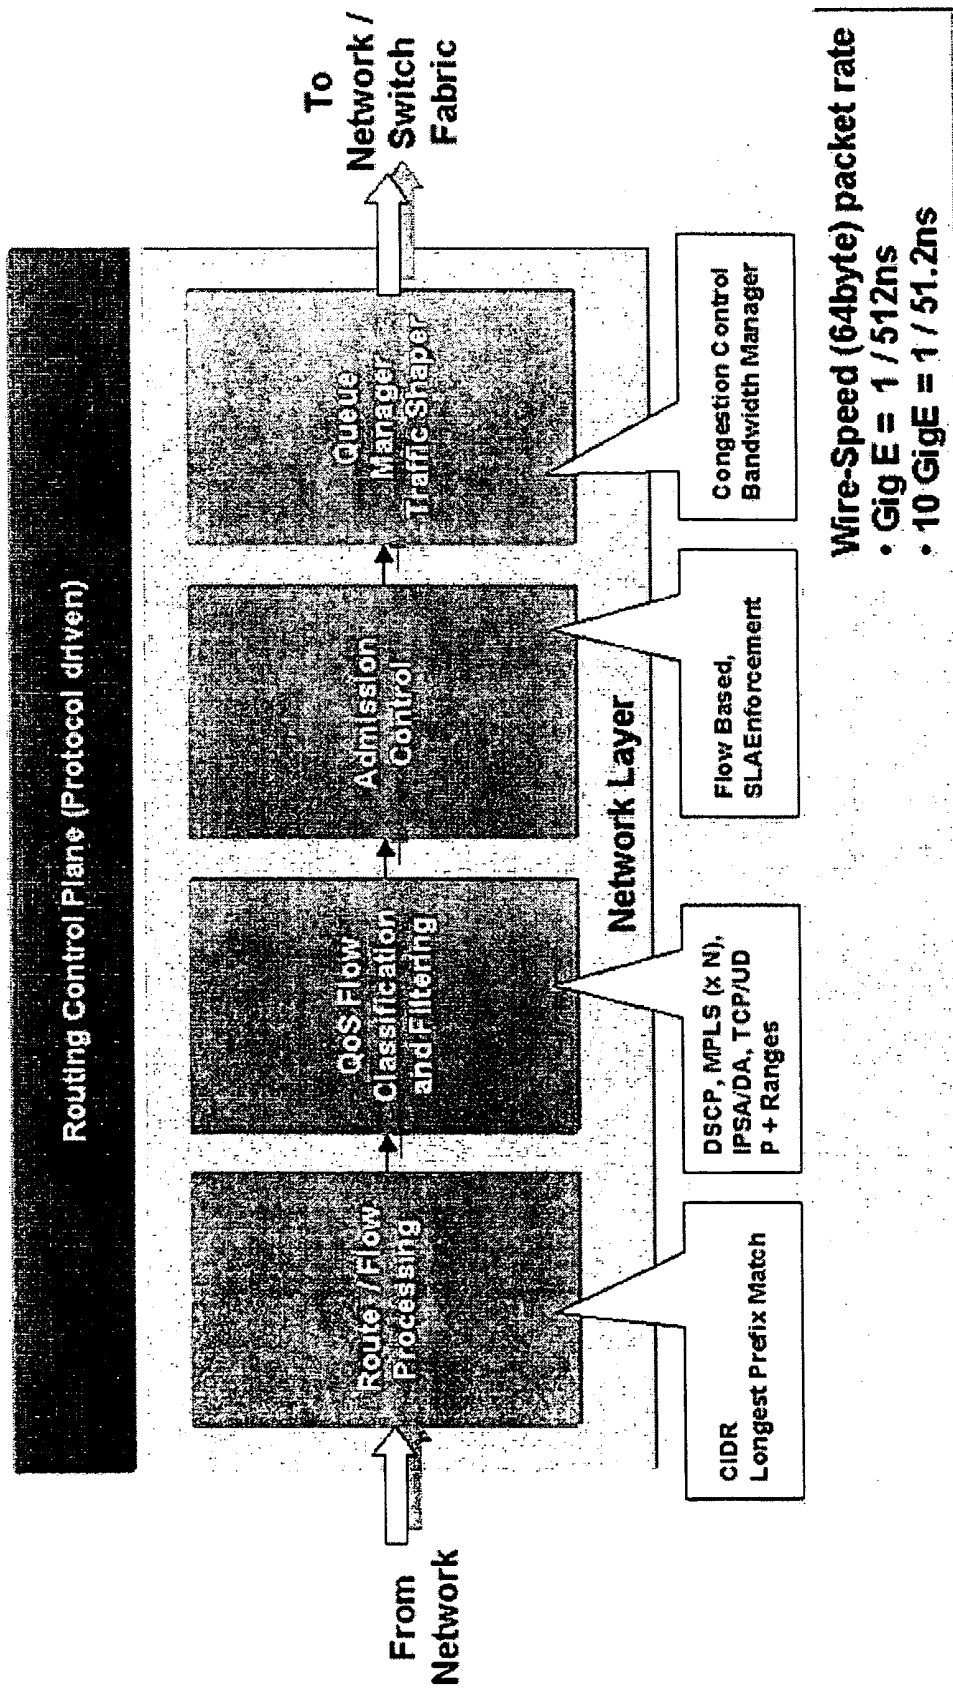 Routing Control Plane (Protocol driven)
From
Network
Route / Flow
Processing
QoS Flow
Classification
and Filtering
Admission
Control
Queue
Manager
Traffic Shaper
To
Network /
Switch
Fabric
Network Layer
CIDR
Longest Prefix Match
DSCP, MPLS (x N),
IPSA/DA, TCP/UD
P + Ranges
Flow Based,
SLAEnforcement
Congestion Control
Bandwidth Manager
Wire-Speed (64byte) packet rate
• Gig E = 1 / 512ns
• 10 GigE = 1 / 51.2ns